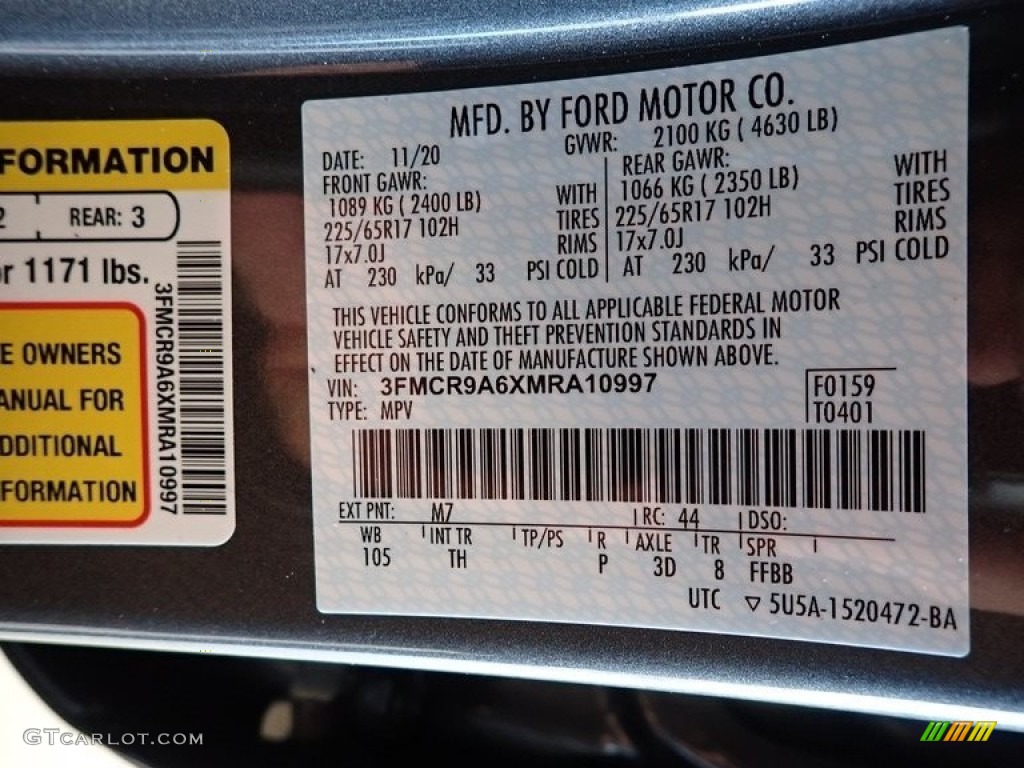 FORMATION
2 REAR: 3
or 1171 lbs.
E OWNERS
ANUAL FOR
DDITIONAL
FORMATION
3FMCR9A6XMRA10997
MFD. BY FORD MOTOR CO.
DATE: 11/20 GVWR: 2100 KG ( 4630 LB)
FRONT GAWR: REAR GAWR:
1089 KG ( 2400 LB) WITH 1066 KG ( 2350 LB) WITH
225/65R17 102H TIRES 225/65R17 102H TIRES
17x7.0J RIMS 17x7.0J RIMS
AT 230 kPa/ 33 PSI COLD AT 230 kPa/ 33 PSI COLD
THIS VEHICLE CONFORMS TO ALL APPLICABLE FEDERAL MOTOR
VEHICLE SAFETY AND THEFT PREVENTION STANDARDS IN
EFFECT ON THE DATE OF MANUFACTURE SHOWN ABOVE.
VIN: 3FMCR9A6XMRA10997 F0159
TYPE: MPV T0401
EXT PNT: M7 RC: 44 DSO:
WB INT TR TP/PS R AXLE TR SPR
105 TH P 3D 8 FFBB
UTC ▽ 5U5A-1520472-BA
GTCARLOT.COM